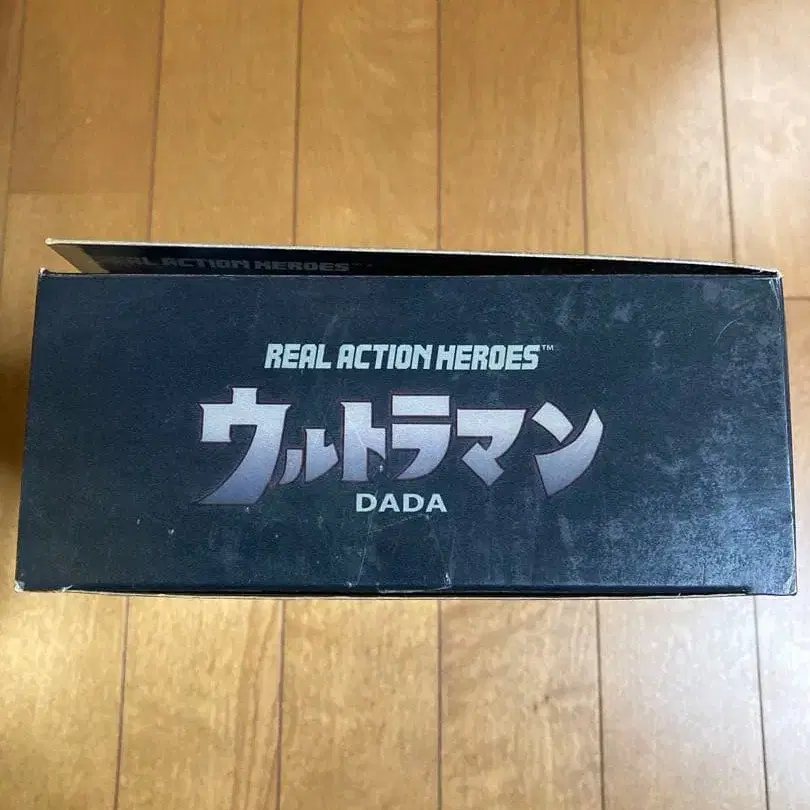 REAL ACTION HEROES
REAL ACTION HEROES™
ウルトラマン
DADA